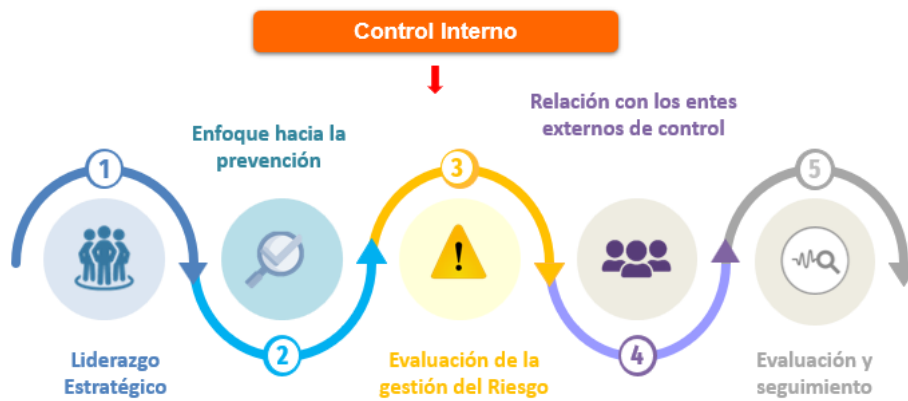 Control Interno
1
Liderazgo
Estratégico
Enfoque hacia la
prevención
2
3
!
Evaluación de la
gestión del Riesgo
Relación con los entes
externos de control
4
5
Evaluación y
seguimiento